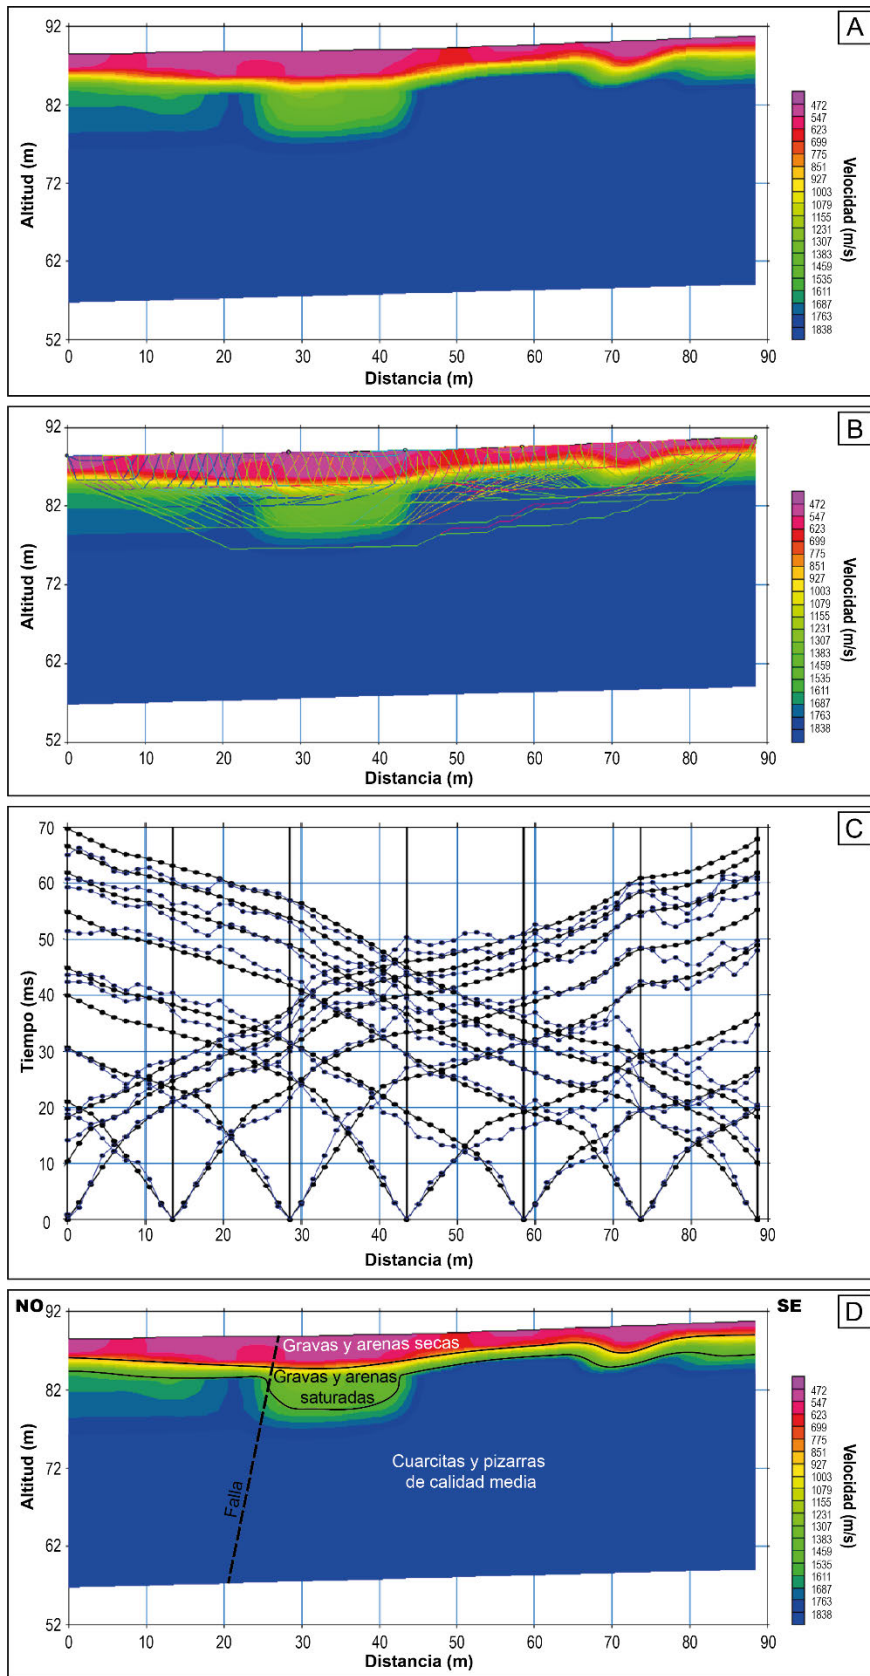 A
92
82
72
62
52
Altitud (m)
0 10 20 30 40 50 60 70 80 90
Distancia (m)
472
547
623
699
775
851
927
1003
1079
1155
1231
1307
1383
1459
1535
1611
1687
1763
1838
Velocidad (m/s)
B
92
82
72
62
52
Altitud (m)
0 10 20 30 40 50 60 70 80 90
Distancia (m)
472
547
623
699
775
851
927
1003
1079
1155
1231
1307
1383
1459
1535
1611
1687
1763
1838
Velocidad (m/s)
C
70
60
50
40
30
20
10
0
Tiempo (ms)
0 10 20 30 40 50 60 70 80 90
Distancia (m)
NO
SE
D
92
82
72
62
52
Altitud (m)
Gravas y arenas secas
Gravas y arenas
saturadas
Cuarcitas y pizarras
de calidad media
Falla
0 10 20 30 40 50 60 70 80 90
Distancia (m)
472
547
623
699
775
851
927
1003
1079
1155
1231
1307
1383
1459
1535
1611
1687
1763
1838
Velocidad (m/s)